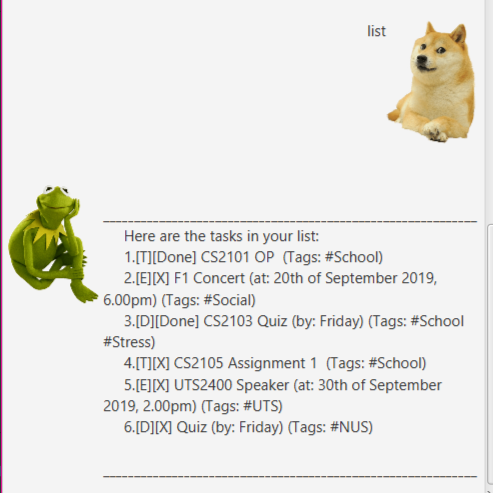 list
____________________________________________________________
Here are the tasks in your list:
1.[T][Done] CS2101 OP  (Tags: #School)
2.[E][X] F1 Concert (at: 20th of September 2019,
6.00pm) (Tags: #Social)
3.[D][Done] CS2103 Quiz (by: Friday) (Tags: #School
#Stress)
4.[T][X] CS2105 Assignment 1  (Tags: #School)
5.[E][X] UTS2400 Speaker (at: 30th of September
2019, 2.00pm) (Tags: #UTS)
6.[D][X] Quiz (by: Friday) (Tags: #NUS)
____________________________________________________________